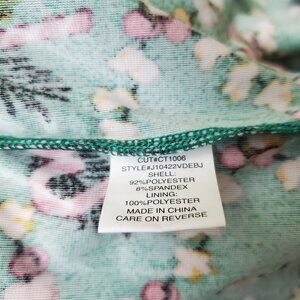 CUT#CT1006
STYLE#J10422VDEBJ
SHELL:
92%POLYESTER
8%SPANDEX
LINING:
100%POLYESTER
MADE IN CHINA
CARE ON REVERSE